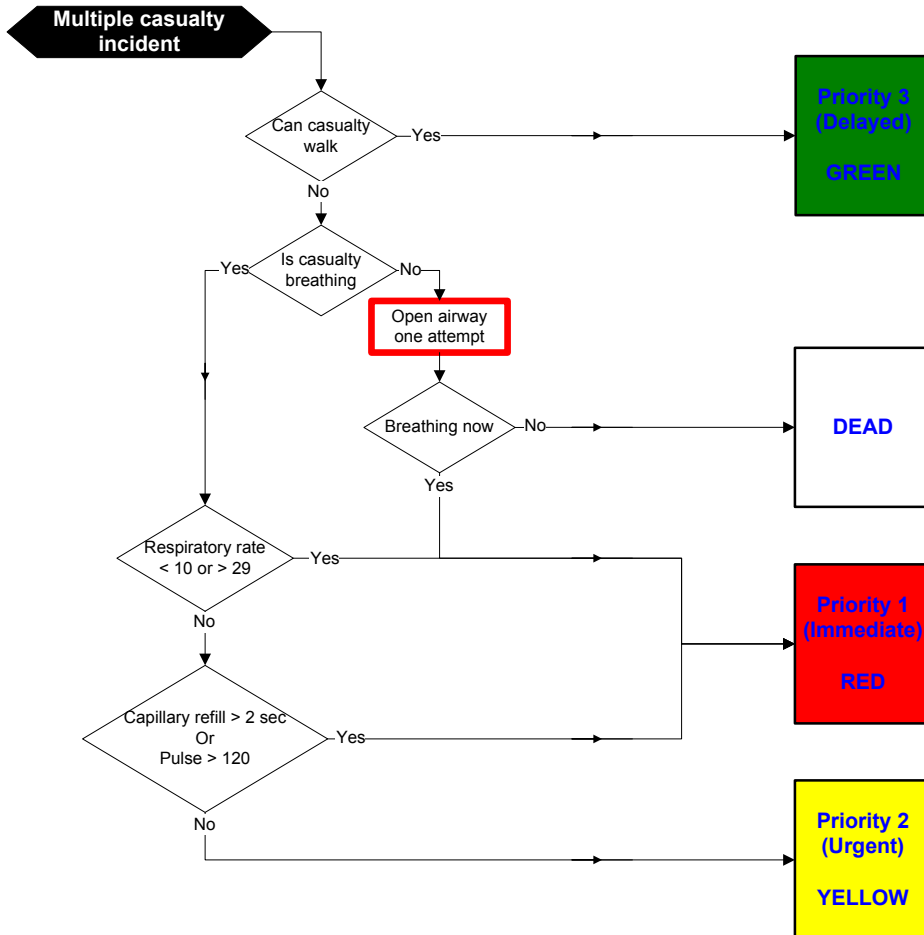 Multiple casualty
incident
Can casualty
walk
Yes
Priority 3
(Delayed)
GREEN
No
Is casualty
breathing
Yes
No
Open airway
one attempt
Breathing now
No
DEAD
Yes
Respiratory rate
< 10 or > 29
Yes
Priority 1
(Immediate)
RED
No
Capillary refill > 2 sec
Or
Pulse > 120
Yes
No
Priority 2
(Urgent)
YELLOW